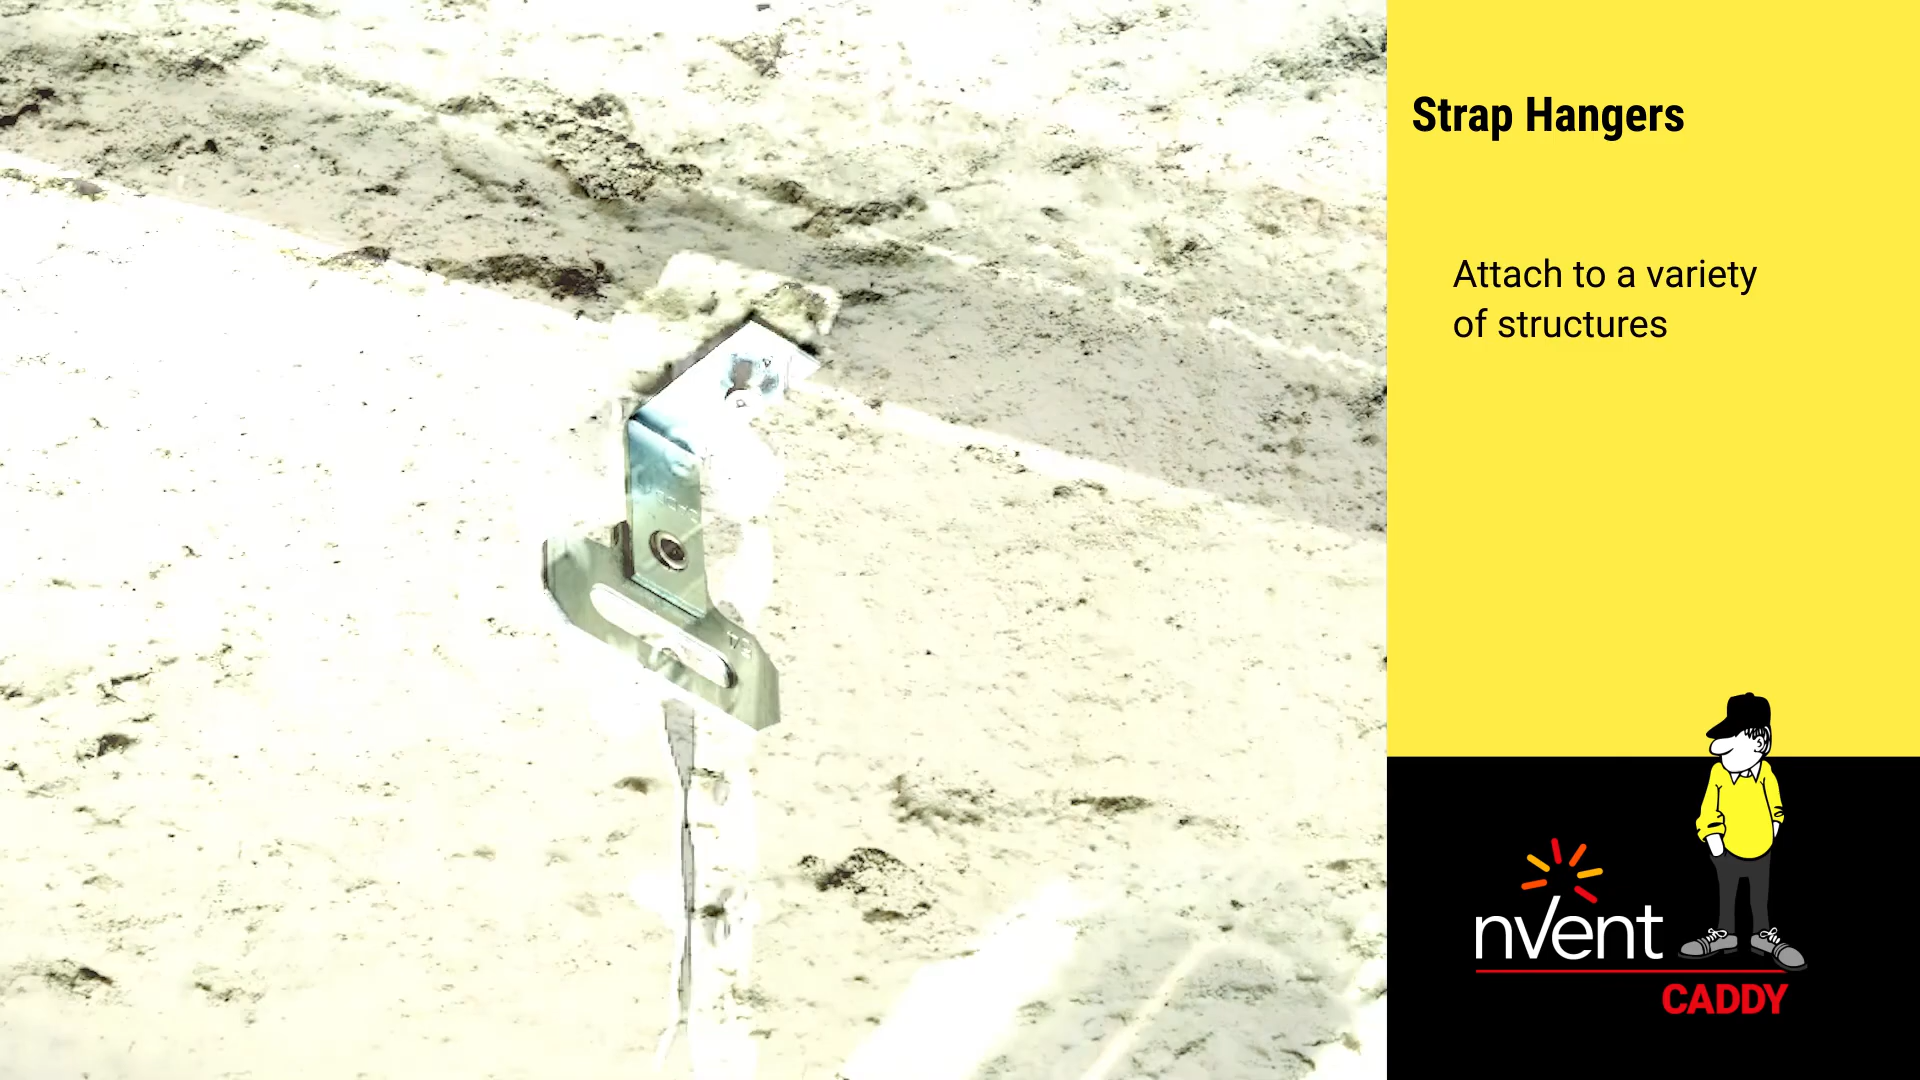 Strap Hangers
Attach to a variety
of structures
nVent
CADDY